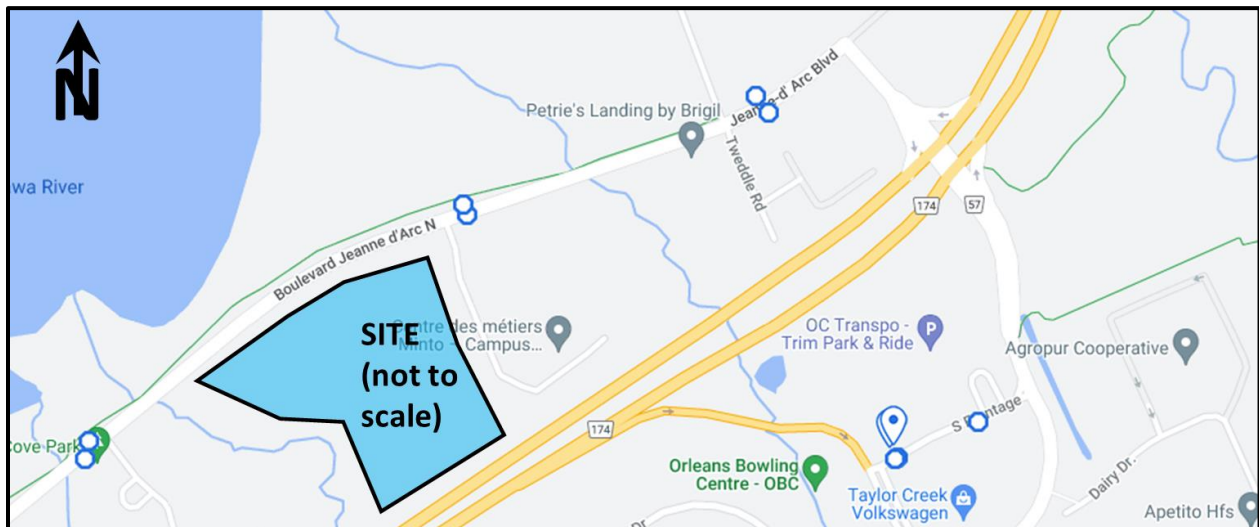 N
wa River
Petrie's Landing by Brigil
Jeanne-d'Arc Blvd
Tweddle Rd
Boulevard Jeanne d'Arc N
174
57
SITE
(not to
scale)
Centre des métiers
Minto - Campus...
OC Transpo -
Trim Park & Ride
P
Agropur Cooperative
174
S Frontage
Cove Park
Orleans Bowling
Centre - OBC
Taylor Creek
Volkswagen
Dairy Dr.
Apetito Hfs
Dr